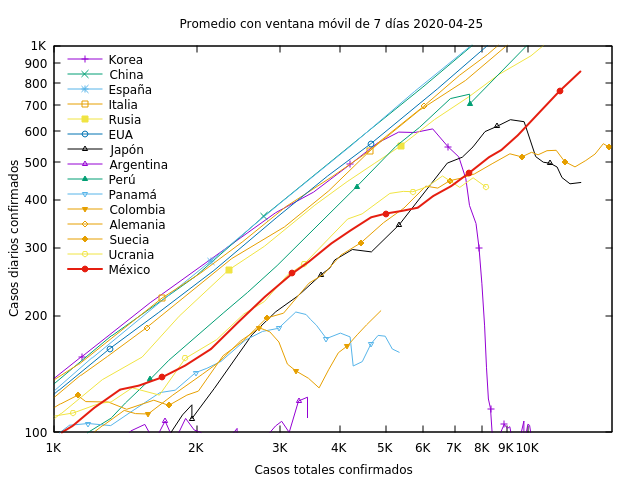 Promedio con ventana móvil de 7 días 2020-04-25
1K
900
800
700
600
500
400
300
200
100
Casos diarios confirmados
Korea
China
España
Italia
Rusia
EUA
Japón
Argentina
Perú
Panamá
Colombia
Alemania
Suecia
Ucrania
México
1K 2K 3K 4K 5K 6K 7K 8K 9K 10K
Casos totales confirmados